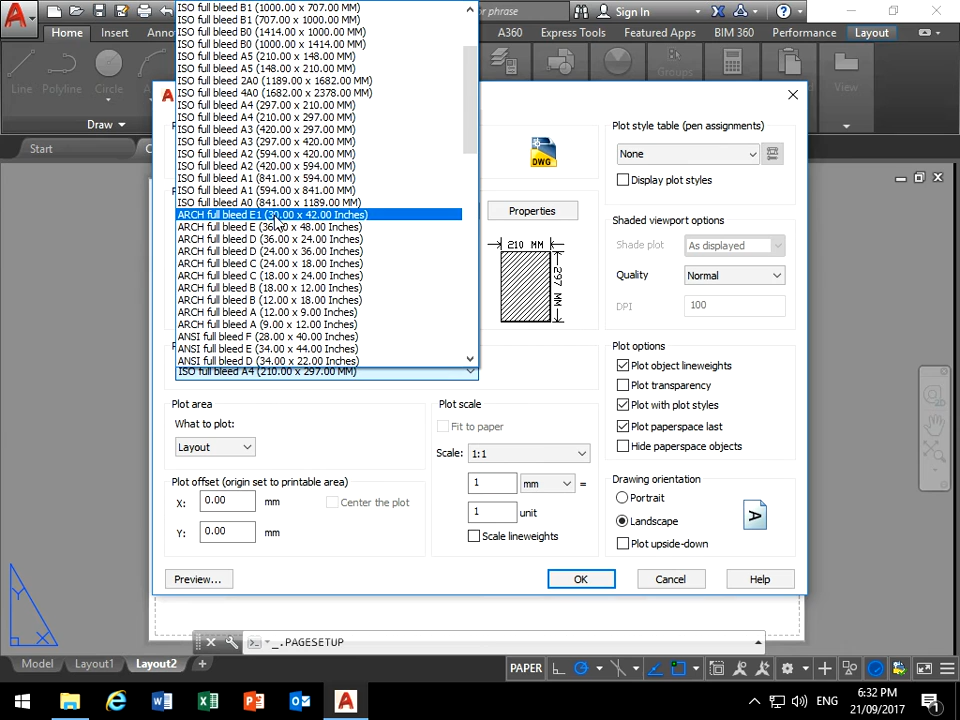 ISO full bleed B1 (1000.00 x 707.00 MM)
ISO full bleed B1 (707.00 x 1000.00 MM)
ISO full bleed B0 (1414.00 x 1000.00 MM)
ISO full bleed B0 (1000.00 x 1414.00 MM)
ISO full bleed A5 (210.00 x 148.00 MM)
ISO full bleed A5 (148.00 x 210.00 MM)
ISO full bleed 2A0 (1189.00 x 1682.00 MM)
ISO full bleed 4A0 (1682.00 x 2378.00 MM)
ISO full bleed A4 (297.00 x 210.00 MM)
ISO full bleed A4 (210.00 x 297.00 MM)
ISO full bleed A3 (420.00 x 297.00 MM)
ISO full bleed A3 (297.00 x 420.00 MM)
ISO full bleed A2 (594.00 x 420.00 MM)
ISO full bleed A2 (420.00 x 594.00 MM)
ISO full bleed A1 (841.00 x 594.00 MM)
ISO full bleed A1 (594.00 x 841.00 MM)
ISO full bleed A0 (841.00 x 1189.00 MM)
ARCH full bleed E1 (30.00 x 42.00 Inches)
ARCH full bleed E (36.00 x 48.00 Inches)
ARCH full bleed D (36.00 x 24.00 Inches)
ARCH full bleed D (24.00 x 36.00 Inches)
ARCH full bleed C (24.00 x 18.00 Inches)
ARCH full bleed C (18.00 x 24.00 Inches)
ARCH full bleed B (18.00 x 12.00 Inches)
ARCH full bleed B (12.00 x 18.00 Inches)
ARCH full bleed A (12.00 x 9.00 Inches)
ARCH full bleed A (9.00 x 12.00 Inches)
ANSI full bleed F (28.00 x 40.00 Inches)
ANSI full bleed E (34.00 x 44.00 Inches)
ANSI full bleed D (34.00 x 22.00 Inches)
ISO full bleed A4 (210.00 x 297.00 MM)
or phrase
Sign In
Home Insert
A360 Express Tools Featured Apps BIM 360 Performance Layout
Line Polyline Circle
Groups
View
Draw
Start
Properties
210 MM
297 MM
DWG
Plot style table (pen assignments)
None
Display plot styles
Shaded viewport options
Shade plot As displayed
Quality Normal
DPI 100
Plot options
Plot object lineweights
Plot transparency
Plot with plot styles
Plot paperspace last
Hide paperspace objects
Plot area
What to plot:
Layout
Plot scale
Fit to paper
Scale: 1:1
1 mm =
1 unit
Scale lineweights
Plot offset (origin set to printable area)
X: 0.00 mm
Center the plot
Y: 0.00 mm
Drawing orientation
Portrait
Landscape
Plot upside-down
A
Preview... OK Cancel Help
Y
X
_.PAGESETUP
Model Layout1 Layout2 +
PAPER
ENG
6:32 PM
21/09/2017